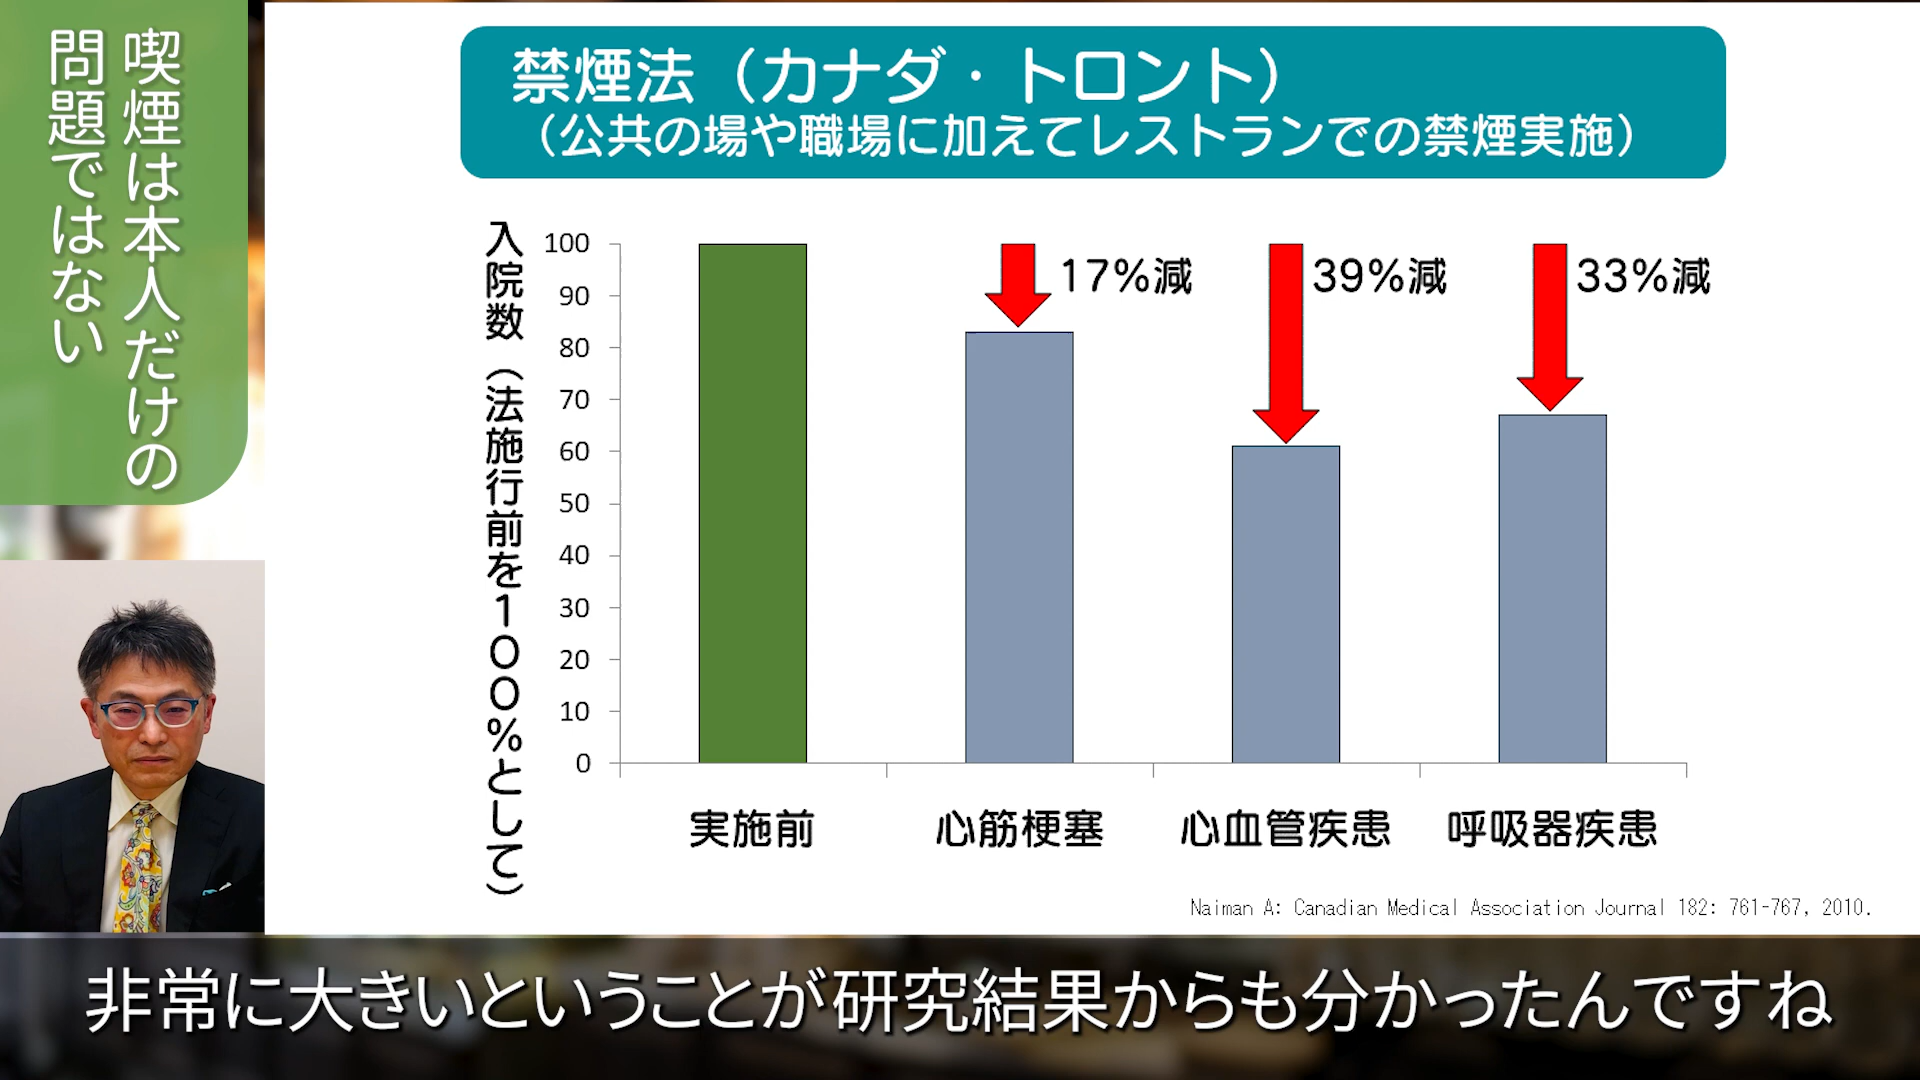 喫煙は本人だけの
問題ではない
禁煙法（カナダ・トロント）
（公共の場や職場に加えてレストランでの禁煙実施）
入院数（法施行前を１００％として）
100
90
80
70
60
50
40
30
20
10
0
17%減
39%減
33%減
実施前
心筋梗塞
心血管疾患
呼吸器疾患
Naiman A: Canadian Medical Association Journal 182: 761-767, 2010.
非常に大きいということが研究結果からも分かったんですね